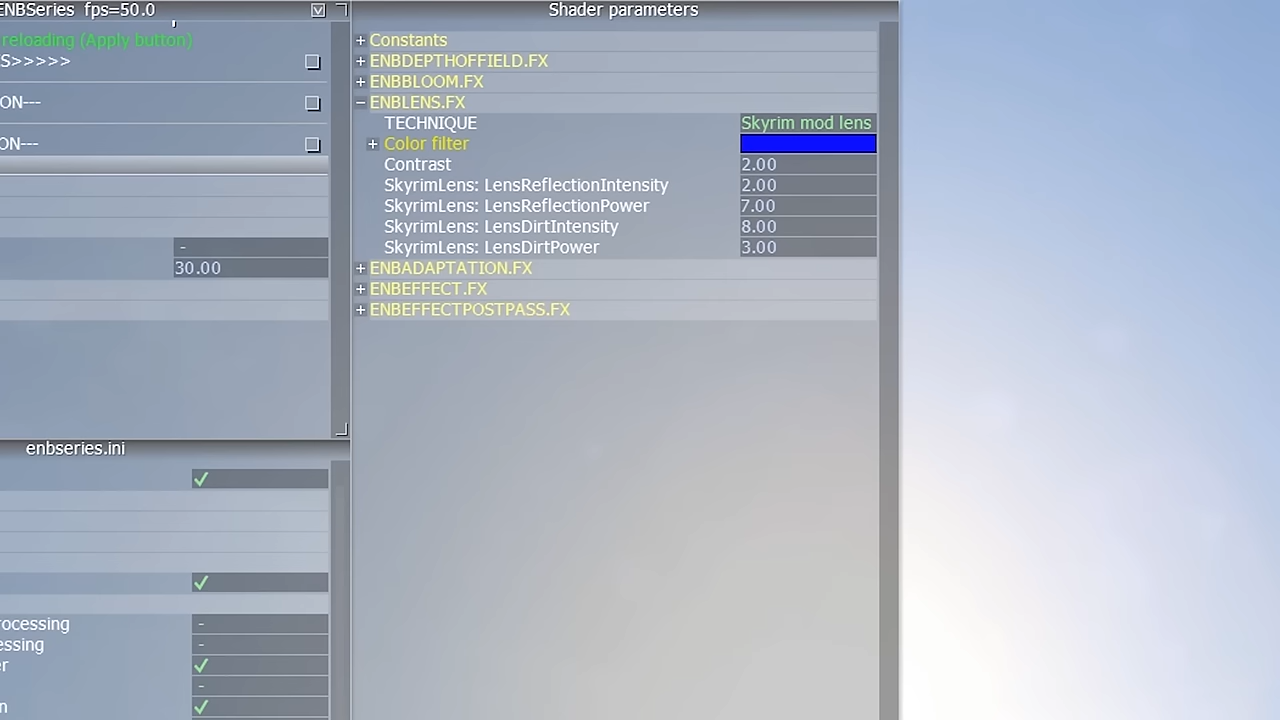 ENBSeries fps=50.0
reloading (Apply button)
S>>>>>
ON---
ON---
-
30.00
enbseries.ini
rocessing
-
essing
-
er
-
n
Shader parameters
Constants
ENBDEPTHOFFIELD.FX
ENBBLOOM.FX
ENBLENS.FX
TECHNIQUE Skyrim mod lens
Color filter
Contrast 2.00
SkyrimLens: LensReflectionIntensity 2.00
SkyrimLens: LensReflectionPower 7.00
SkyrimLens: LensDirtIntensity 8.00
SkyrimLens: LensDirtPower 3.00
ENBADAPTATION.FX
ENBEFFECT.FX
ENBEFFECTPOSTPASS.FX